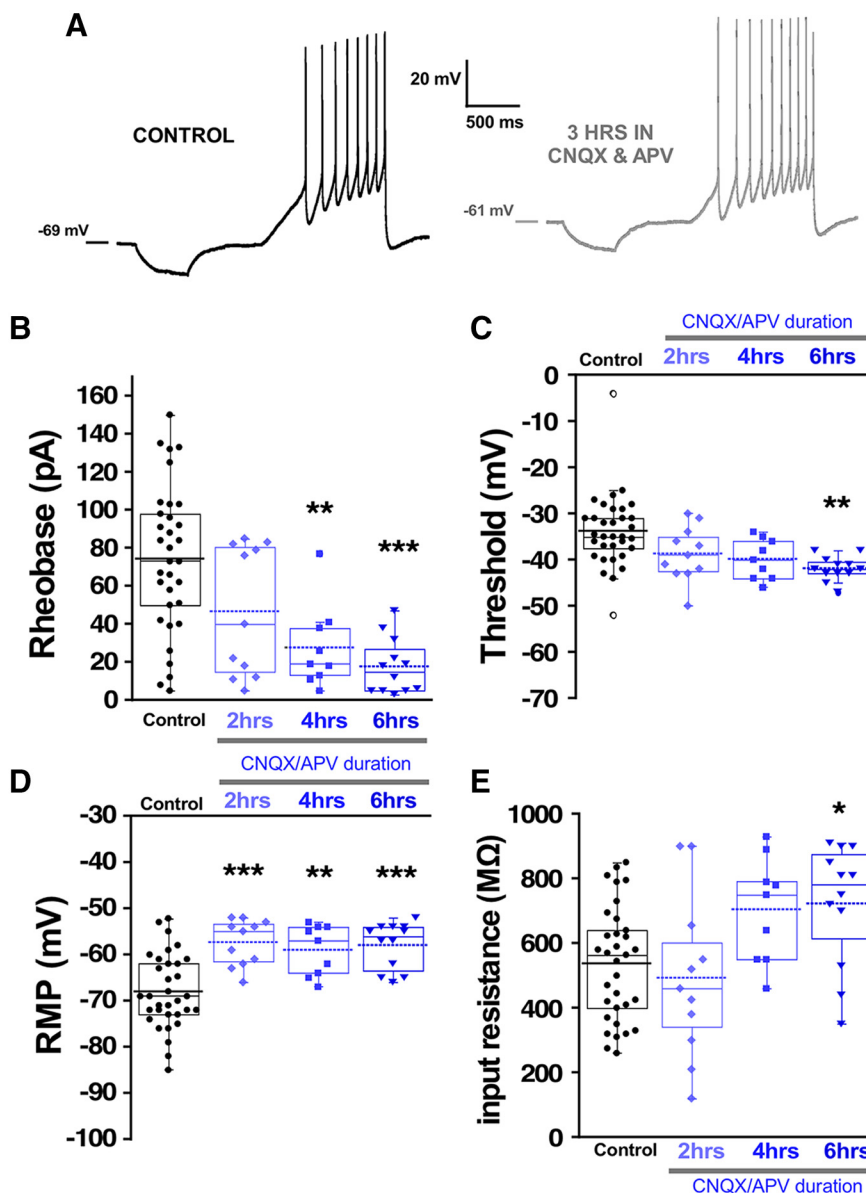 A
CONTROL
-69 mV
20 mV
500 ms
3 HRS IN
CNQX & APV
-61 mV
B
Rheobase (pA)
160
140
120
100
80
60
40
20
0
**
***
Control
2hrs
4hrs
6hrs
CNQX/APV duration
C
CNQX/APV duration
Control
2hrs
4hrs
6hrs
Threshold (mV)
0
-10
-20
-30
-40
-50
-60
-70
**
D
Control
2hrs
4hrs
6hrs
RMP (mV)
-30
-40
-50
-60
-70
-80
-90
-100
***
**
***
E
input resistance (MΩ)
1000
800
600
400
200
0
*
Control
2hrs
4hrs
6hrs
CNQX/APV duration